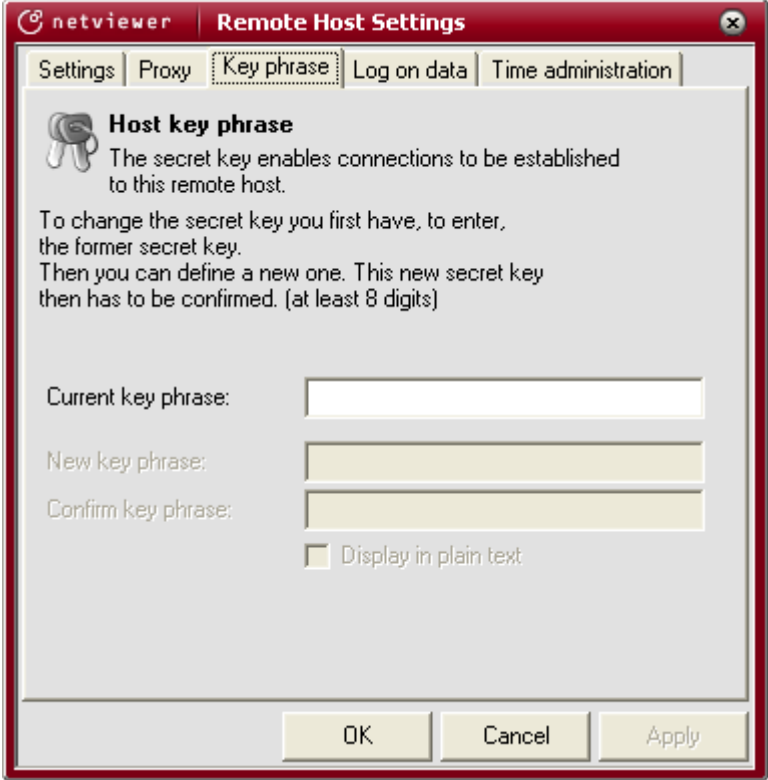 netviewer Remote Host Settings
Settings Proxy Key phrase Log on data Time administration
Host key phrase
The secret key enables connections to be established
to this remote host.
To change the secret key you first have, to enter,
the former secret key.
Then you can define a new one. This new secret key
then has to be confirmed. (at least 8 digits)
Current key phrase:
New key phrase:
Confirm key phrase:
Display in plain text
OK Cancel Apply